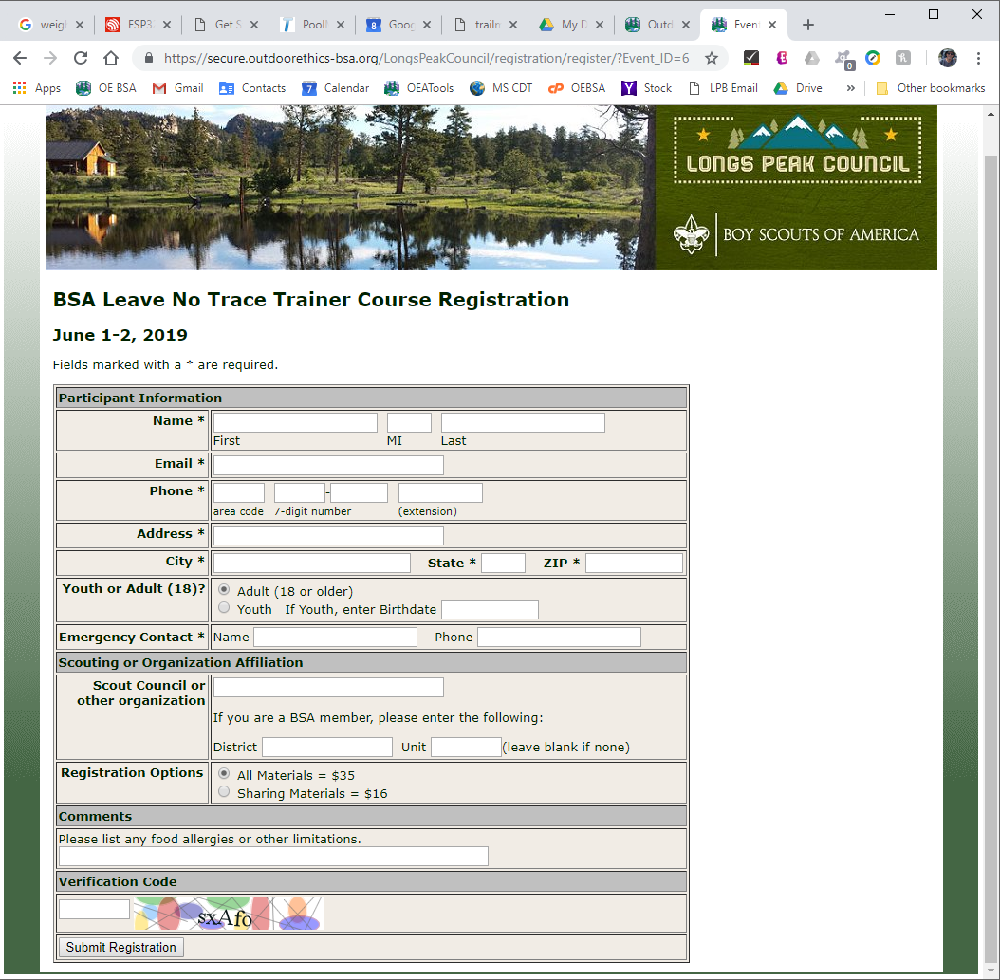 weigl
ESP3
Get S
Pooll
Goog
trailn
My D
Outd
Even
https://secure.outdoorethics-bsa.org/LongsPeakCouncil/registration/register/?Event_ID=6
0
Apps
OE BSA
Gmail
Contacts
7
Calendar
OEATools
MS CDT
cP
OEBSA
Y
Stock
LPB Email
Drive
»
Other bookmarks
LONGS PEAK COUNCIL
BOY SCOUTS OF AMERICA
BSA Leave No Trace Trainer Course Registration
June 1-2, 2019
Fields marked with a * are required.
Participant Information
Name *
First MI Last
Email *
Phone *
-
area code 7-digit number (extension)
Address *
City * State * ZIP *
Youth or Adult (18)? Adult (18 or older)
Youth If Youth, enter Birthdate
Emergency Contact * Name Phone
Scouting or Organization Affiliation
Scout Council or
other organization
If you are a BSA member, please enter the following:
District Unit (leave blank if none)
Registration Options All Materials = $35
Sharing Materials = $16
Comments
Please list any food allergies or other limitations.
Verification Code
sxAfo
Submit Registration